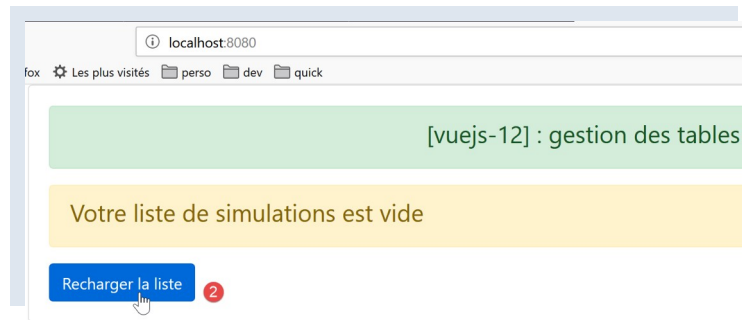 localhost:8080
fox Les plus visités perso dev quick
[vuejs-12] : gestion des tables
Votre liste de simulations est vide
Recharger la liste 2